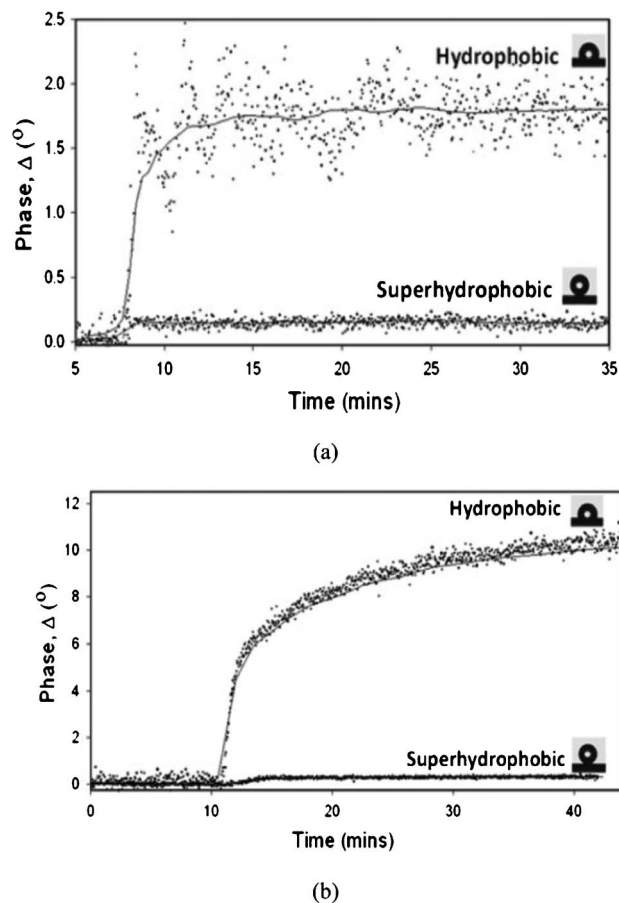 2.5
Hydrophobic
2.0
1.5
Phase, Δ (°)
1.0
0.5
Superhydrophobic
0.0
5 10 15 20 25 30 35
Time (mins)
(a)
12
Hydrophobic
10
8
Phase, Δ (°)
6
4
2
Superhydrophobic
0
0 10 20 30 40
Time (mins)
(b)